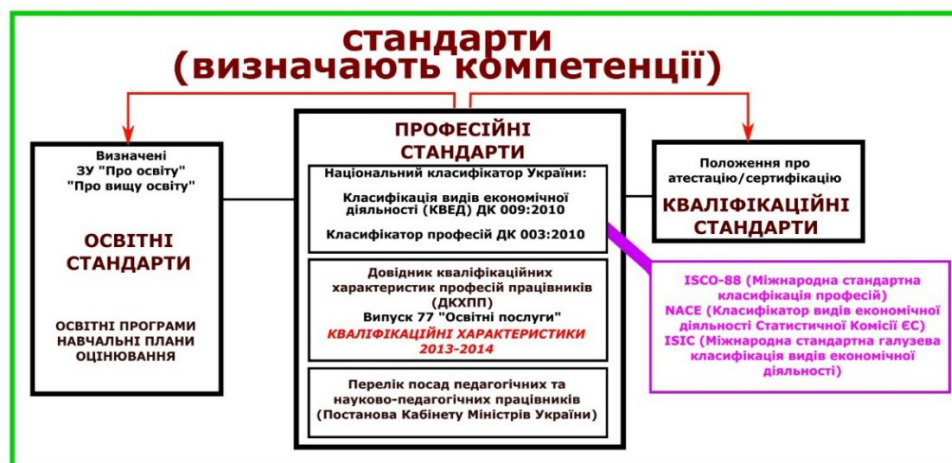 стандарти
(визначають компетенції)
Визначені
ЗУ "Про освіту"
"Про вищу освіту"
ОСВІТНІ
СТАНДАРТИ
ОСВІТНІ ПРОГРАМИ
НАВЧАЛЬНІ ПЛАНИ
ОЦІНЮВАННЯ
ПРОФЕСІЙНІ
СТАНДАРТИ
Національний класифікатор України:
Класифікація видів економічної
діяльності (КВЕД) ДК 009:2010
Класифікатор професій ДК 003:2010
Довідник кваліфікаційних
характеристик професій працівників
(ДКХПП)
Випуск 77 "Освітні послуги"
КВАЛІФІКАЦІЙНІ ХАРАКТЕРИСТИКИ
2013-2014
Перелік посад педагогічних та
науково-педагогічних працівників
(Постанова Кабінету Міністрів України)
Положення про
атестацію/сертифікацію
КВАЛІФІКАЦІЙНІ
СТАНДАРТИ
ISCO-88 (Міжнародна стандартна
класифікація професій)
NACE (Класифікатор видів економічної
діяльності Статистичної Комісії ЄС)
ISIC (Міжнародна стандартна галузева
класифікація видів економічної
діяльності)